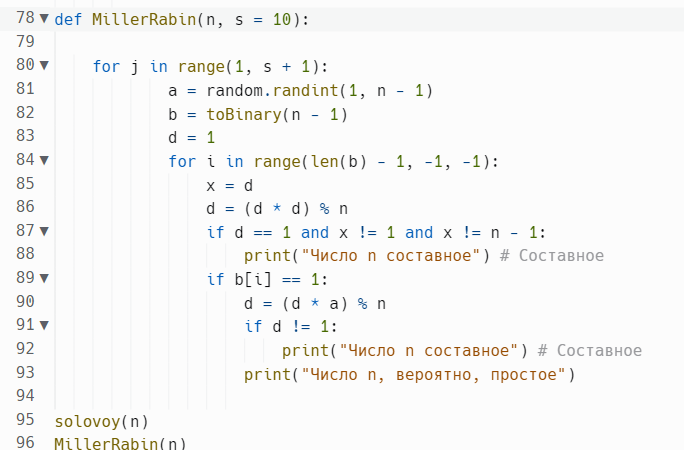 78 def MillerRabin(n, s = 10):
79
80 for j in range(1, s + 1):
81 a = random.randint(1, n - 1)
82 b = toBinary(n - 1)
83 d = 1
84 for i in range(len(b) - 1, -1, -1):
85 x = d
86 d = (d * d) % n
87 if d == 1 and x != 1 and x != n - 1:
88 print("Число n составное") # Составное
89 if b[i] == 1:
90 d = (d * a) % n
91 if d != 1:
92 print("Число n составное") # Составное
93 print("Число n, вероятно, простое")
94
95 solovoy(n)
96 MillerRabin(n)